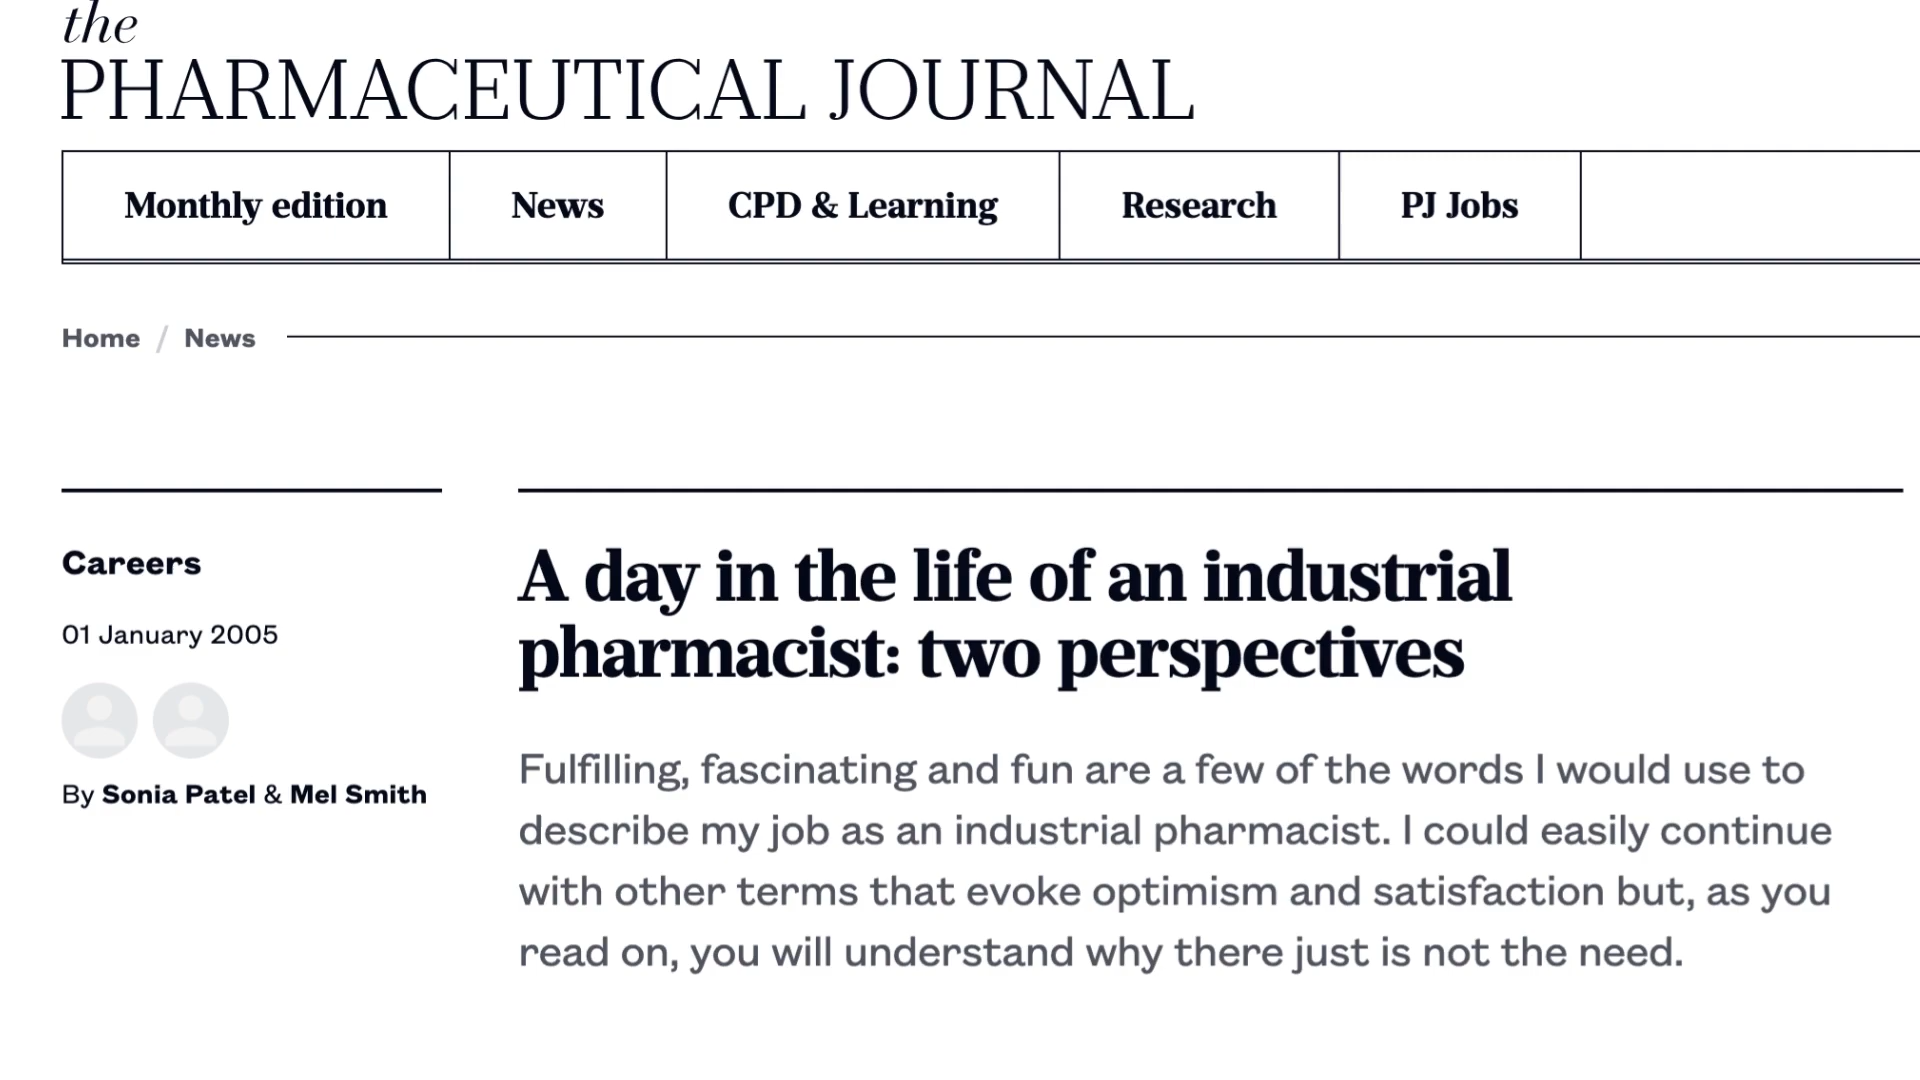 the
PHARMACEUTICAL JOURNAL
Monthly edition
News
CPD & Learning
Research
PJ Jobs
Home / News
Careers
01 January 2005
By Sonia Patel & Mel Smith
A day in the life of an industrial
pharmacist: two perspectives
Fulfilling, fascinating and fun are a few of the words I would use to
describe my job as an industrial pharmacist. I could easily continue
with other terms that evoke optimism and satisfaction but, as you
read on, you will understand why there just is not the need.